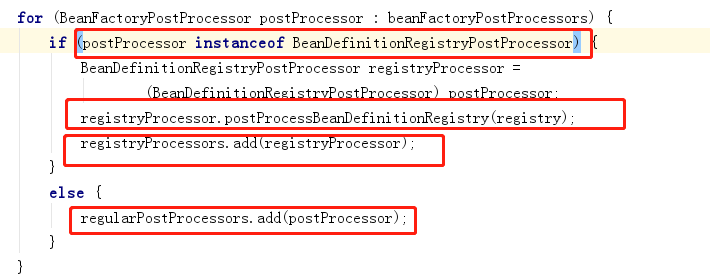 for (BeanFactoryPostProcessor postProcessor : beanFactoryPostProcessors) {
if (postProcessor instanceof BeanDefinitionRegistryPostProcessor) {
BeanDefinitionRegistryPostProcessor registryProcessor =
(BeanDefinitionRegistryPostProcessor) postProcessor;
registryProcessor.postProcessBeanDefinitionRegistry(registry);
registryProcessors.add(registryProcessor);
}
else {
regularPostProcessors.add(postProcessor);
}
}